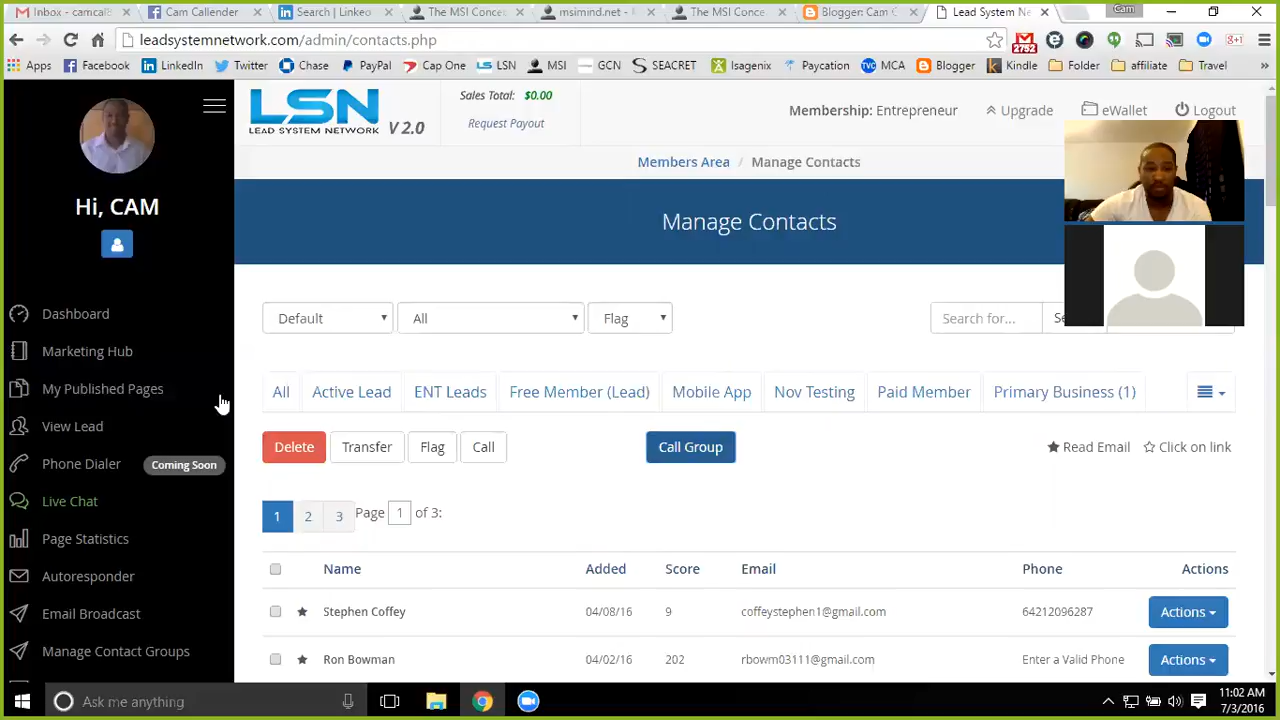 Inbox - camcal8
Cam Callender
Search | Linke
The MSI Conce
msimind.net -
The MSI Conce
Blogger: Cam C
Lead System Ne
Cam
leadsystemnetwork.com/admin/contacts.php
2752
Apps
Facebook
LinkedIn
Twitter
Chase
PayPal
Cap One
LSN
MSI
GCN
SEACRET
Isagenix
Paycation
MCA
Blogger
Kindle
Folder
affiliate
Travel
»
LSN
LEAD SYSTEM NETWORK
V 2.0
Sales Total: $0.00
Request Payout
Membership: Entrepreneur
Upgrade
eWallet
Logout
Members Area / Manage Contacts
Hi, CAM
Dashboard
Marketing Hub
My Published Pages
View Lead
Phone Dialer Coming Soon
Live Chat
Page Statistics
Autoresponder
Email Broadcast
Manage Contact Groups
Manage Contacts
Default All Flag Search for... Se
All Active Lead ENT Leads Free Member (Lead) Mobile App Nov Testing Paid Member Primary Business (1)
Delete Transfer Flag Call Call Group ★ Read Email ☆ Click on link
1 2 3 Page 1 of 3:
Name Added Score Email Phone Actions
★ Stephen Coffey 04/08/16 9 coffeystephen1@gmail.com 64212096287 Actions
★ Ron Bowman 04/02/16 202 rbowm03111@gmail.com Enter a Valid Phone Actions
Ask me anything
11:02 AM
7/3/2016